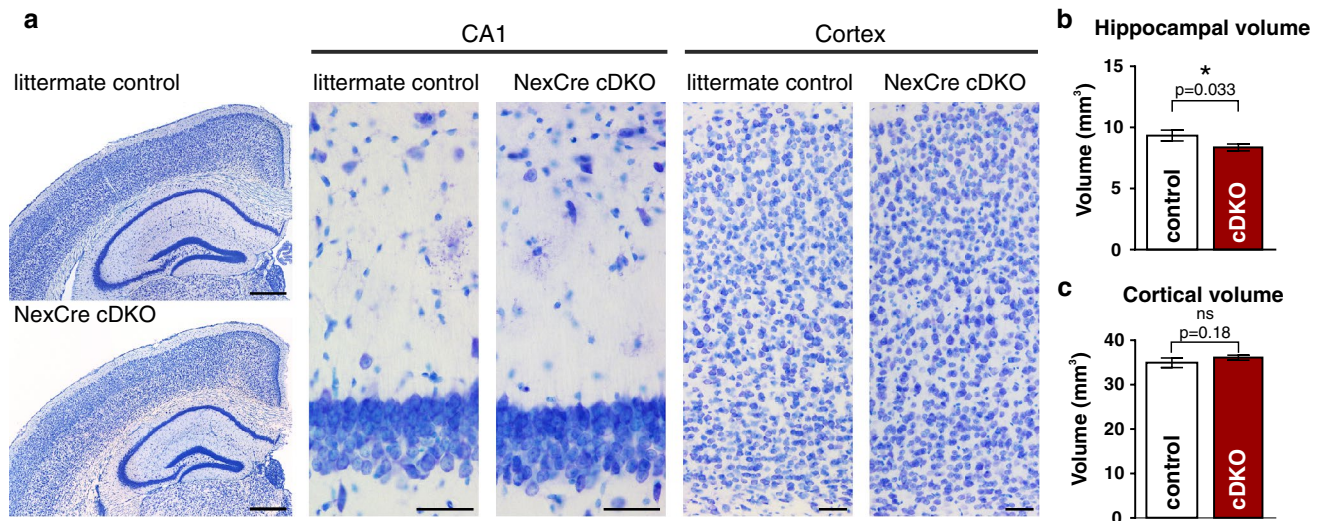 a
CA1
Cortex
littermate control
littermate control
NexCre cDKO
littermate control
NexCre cDKO
NexCre cDKO
b
Hippocampal volume
*
p=0.033
15
10
5
0
Volume (mm³)
control
cDKO
c
Cortical volume
ns
p=0.18
40
30
20
10
0
Volume (mm³)
control
cDKO